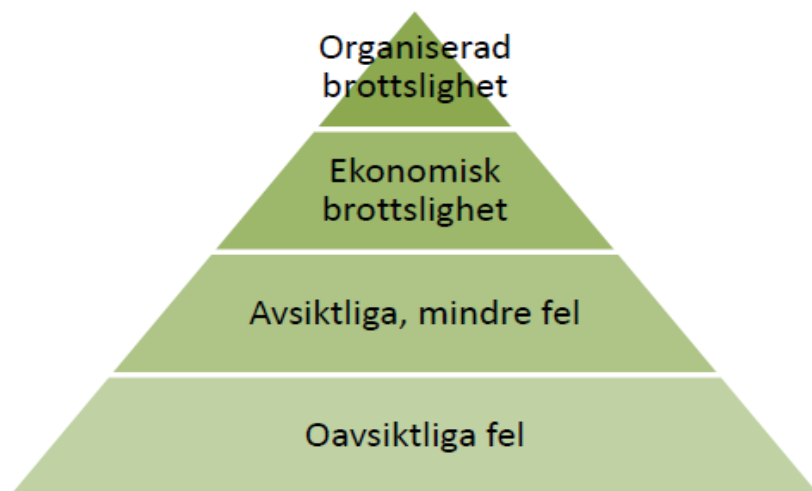 Organiserad
brottslighet
Ekonomisk
brottslighet
Avsiktliga, mindre fel
Oavsiktliga fel